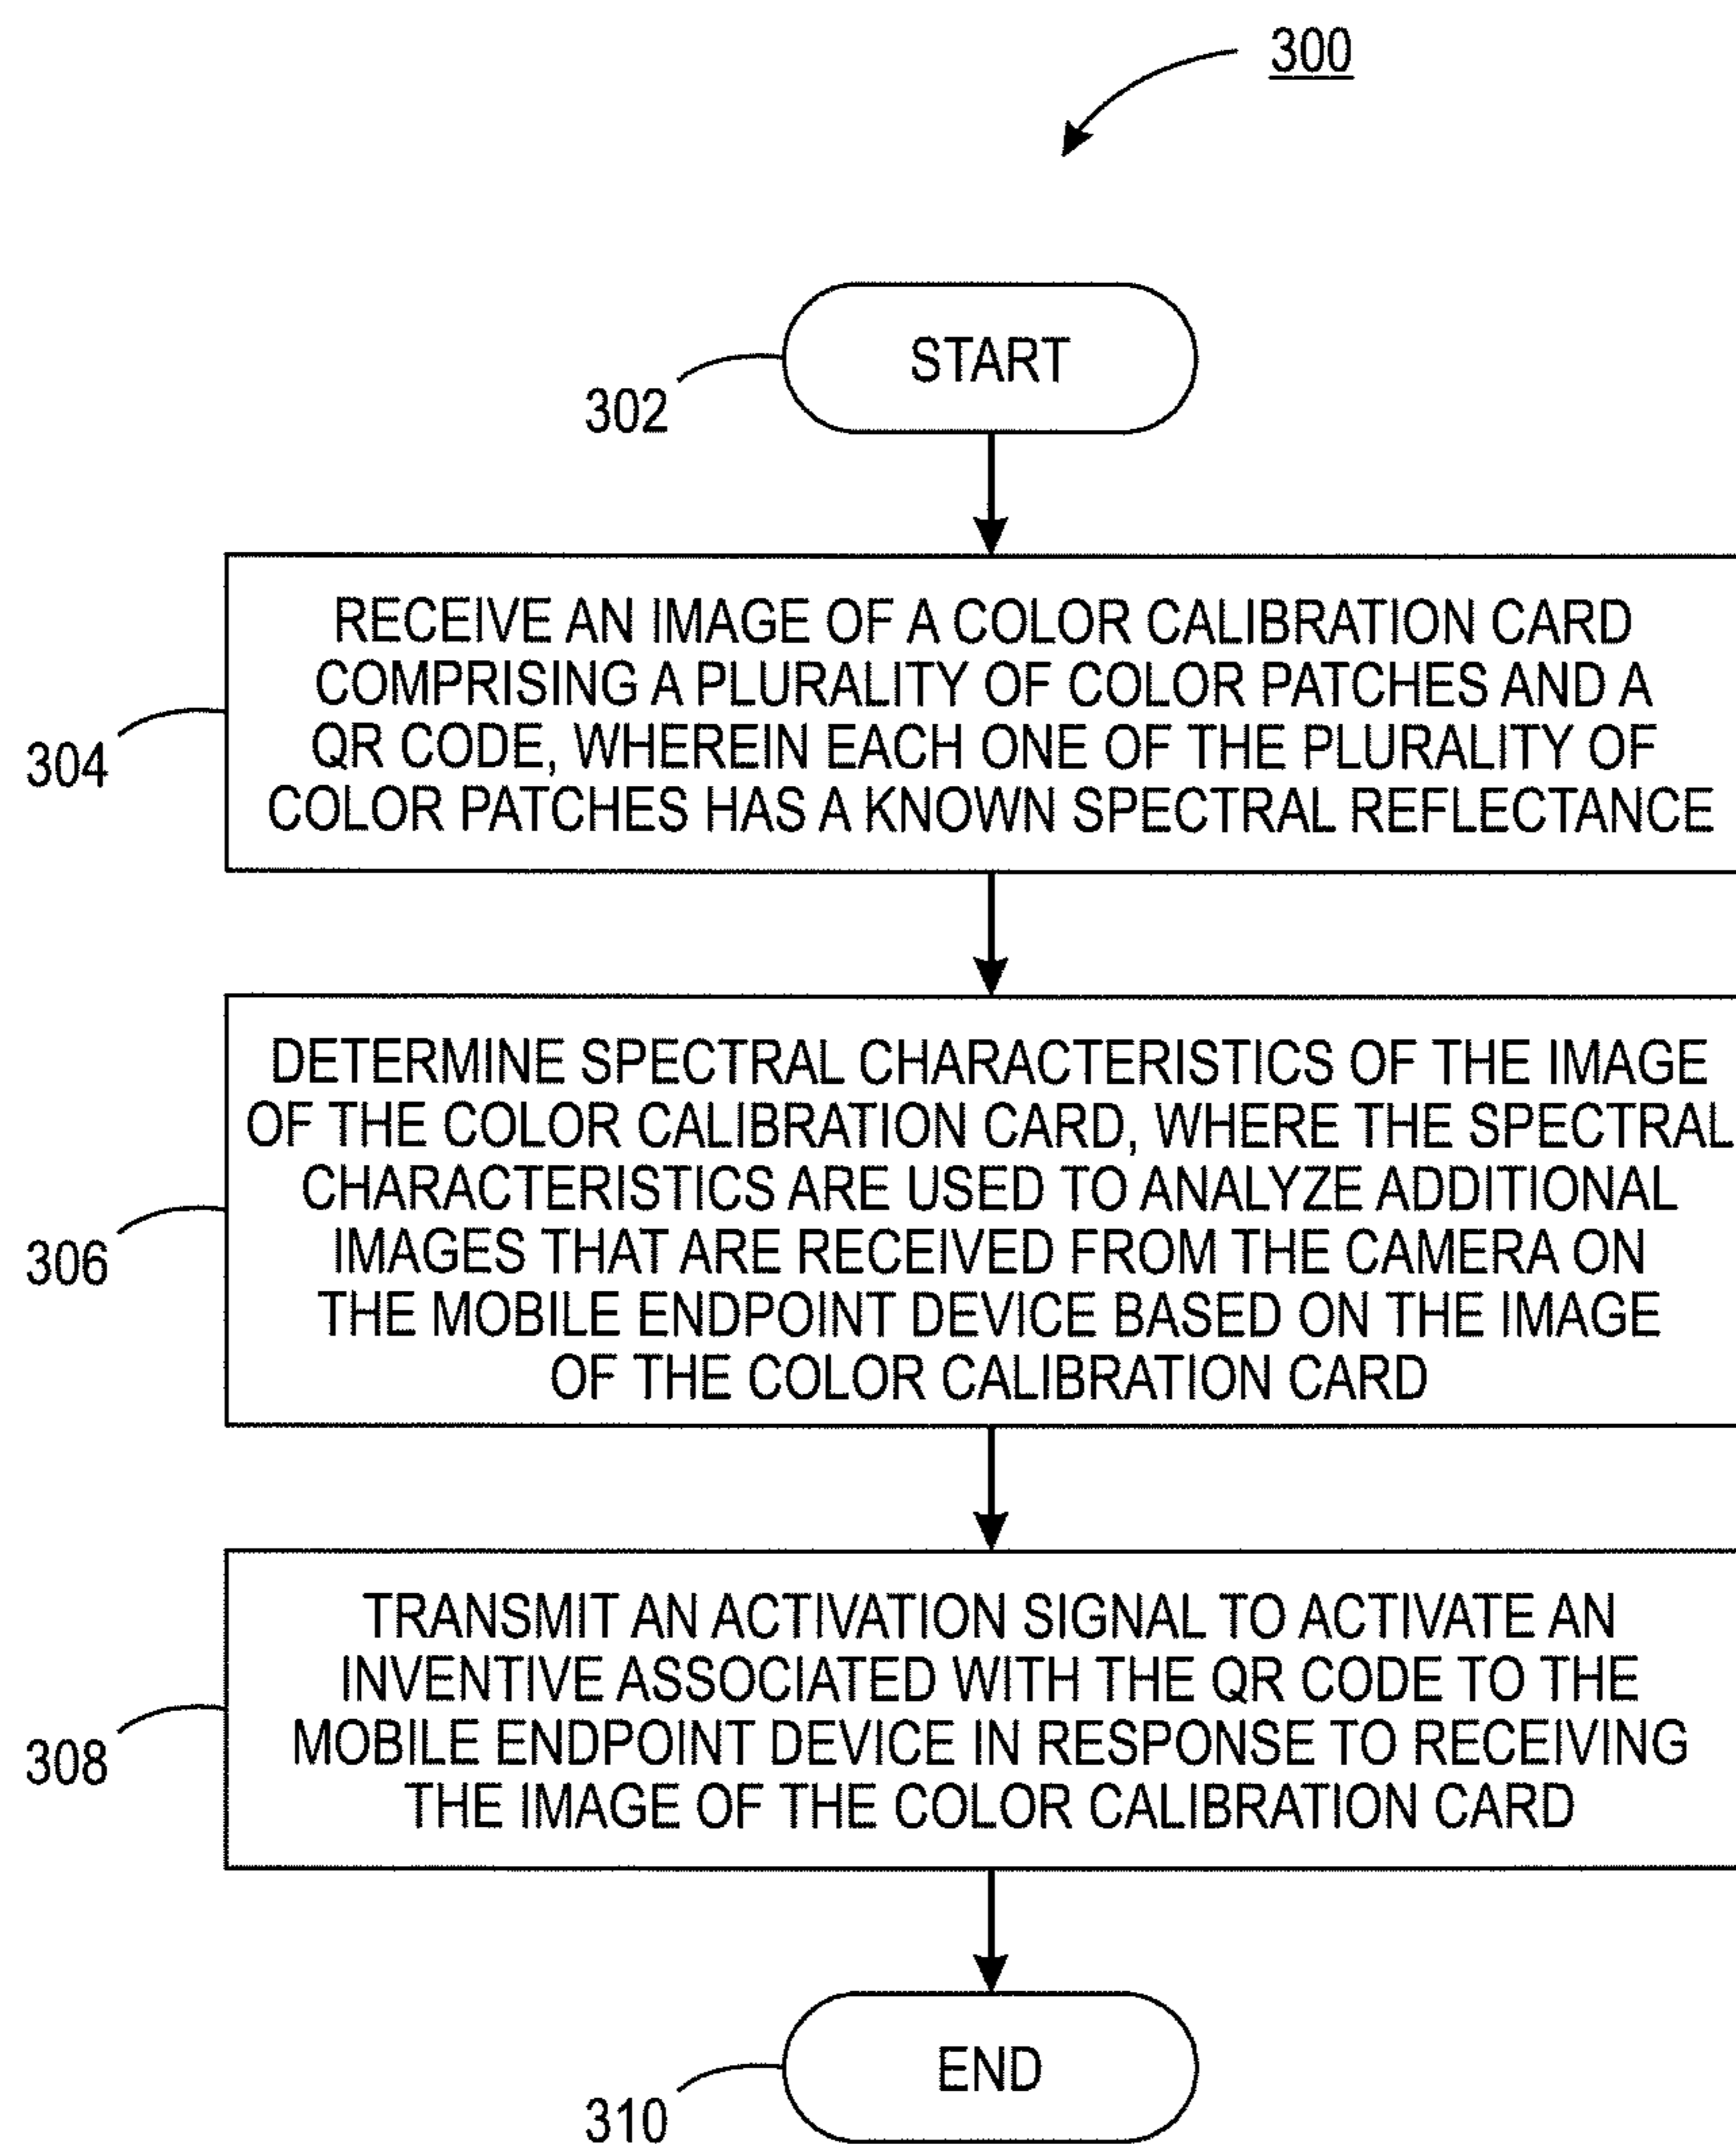 300
START
302
RECEIVE AN IMAGE OF A COLOR CALIBRATION CARD
COMPRISING A PLURALITY OF COLOR PATCHES AND A
QR CODE, WHEREIN EACH ONE OF THE PLURALITY OF
COLOR PATCHES HAS A KNOWN SPECTRAL REFLECTANCE
304
DETERMINE SPECTRAL CHARACTERISTICS OF THE IMAGE
OF THE COLOR CALIBRATION CARD, WHERE THE SPECTRAL
CHARACTERISTICS ARE USED TO ANALYZE ADDITIONAL
IMAGES THAT ARE RECEIVED FROM THE CAMERA ON
THE MOBILE ENDPOINT DEVICE BASED ON THE IMAGE
OF THE COLOR CALIBRATION CARD
306
TRANSMIT AN ACTIVATION SIGNAL TO ACTIVATE AN
INVENTIVE ASSOCIATED WITH THE QR CODE TO THE
MOBILE ENDPOINT DEVICE IN RESPONSE TO RECEIVING
THE IMAGE OF THE COLOR CALIBRATION CARD
308
END
310